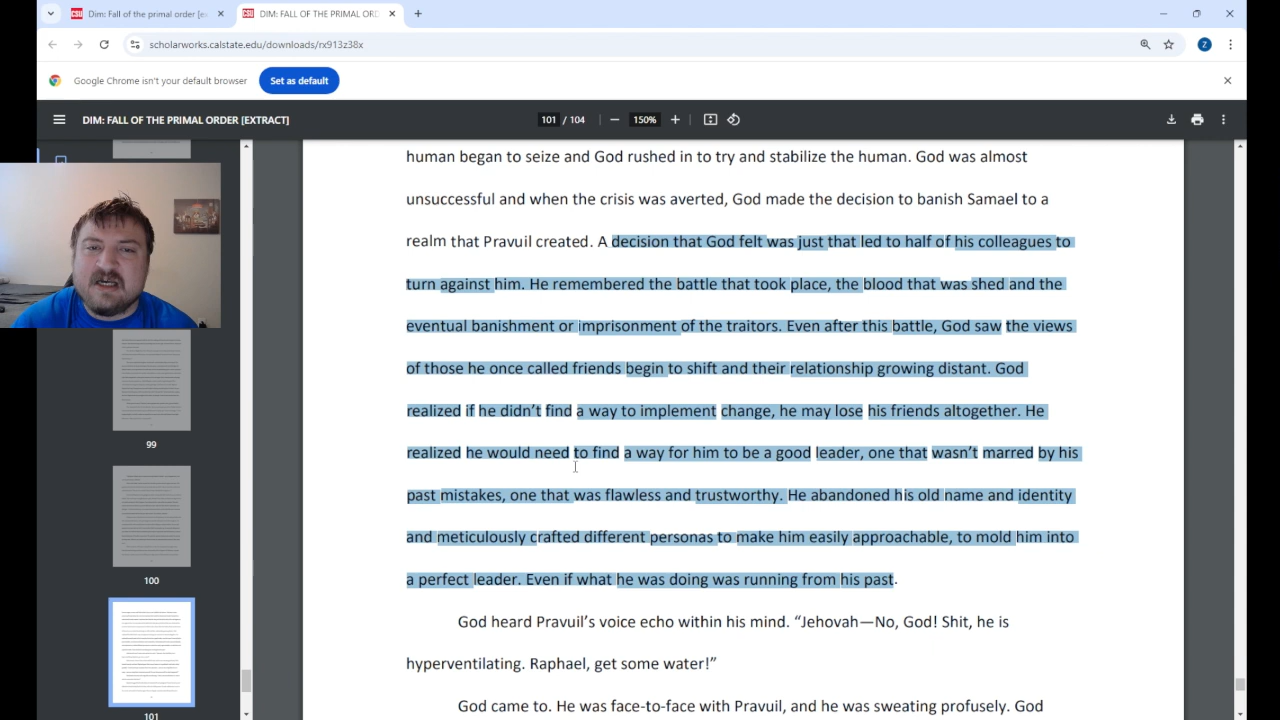 DIM: Fall of the primal order [e
DIM: FALL OF THE PRIMAL ORD
scholarworks.calstate.edu/downloads/rx913z38x
Z
Google Chrome isn't your default browser
Set as default
DIM: FALL OF THE PRIMAL ORDER [EXTRACT]
101 / 104
150%
human began to seize and God rushed in to try and stabilize the human. God was almost
unsuccessful and when the crisis was averted, God made the decision to banish Samael to a
realm that Pravuil created. A decision that God felt was just that led to half of his colleagues to
turn against him. He remembered the battle that took place, the blood that was shed and the
eventual banishment or imprisonment of the traitors. Even after this battle, God saw the views
of those he once called friends begin to shift and their relationship growing distant. God
realized if he didn't find a way to implement change, he may lose his friends altogether. He
realized he would need to find a way for him to be a good leader, one that wasn't marred by his
past mistakes, one that was flawless and trustworthy. He abandoned his old name and identity
and meticulously crafted different personas to make him easily approachable, to mold him into
a perfect leader. Even if what he was doing was running from his past.
God heard Pravuil's voice echo within his mind. “Jehovah—No, God! Shit, he is
hyperventilating. Raphael, get some water!”
God came to. He was face-to-face with Pravuil, and he was sweating profusely. God
99
100
101